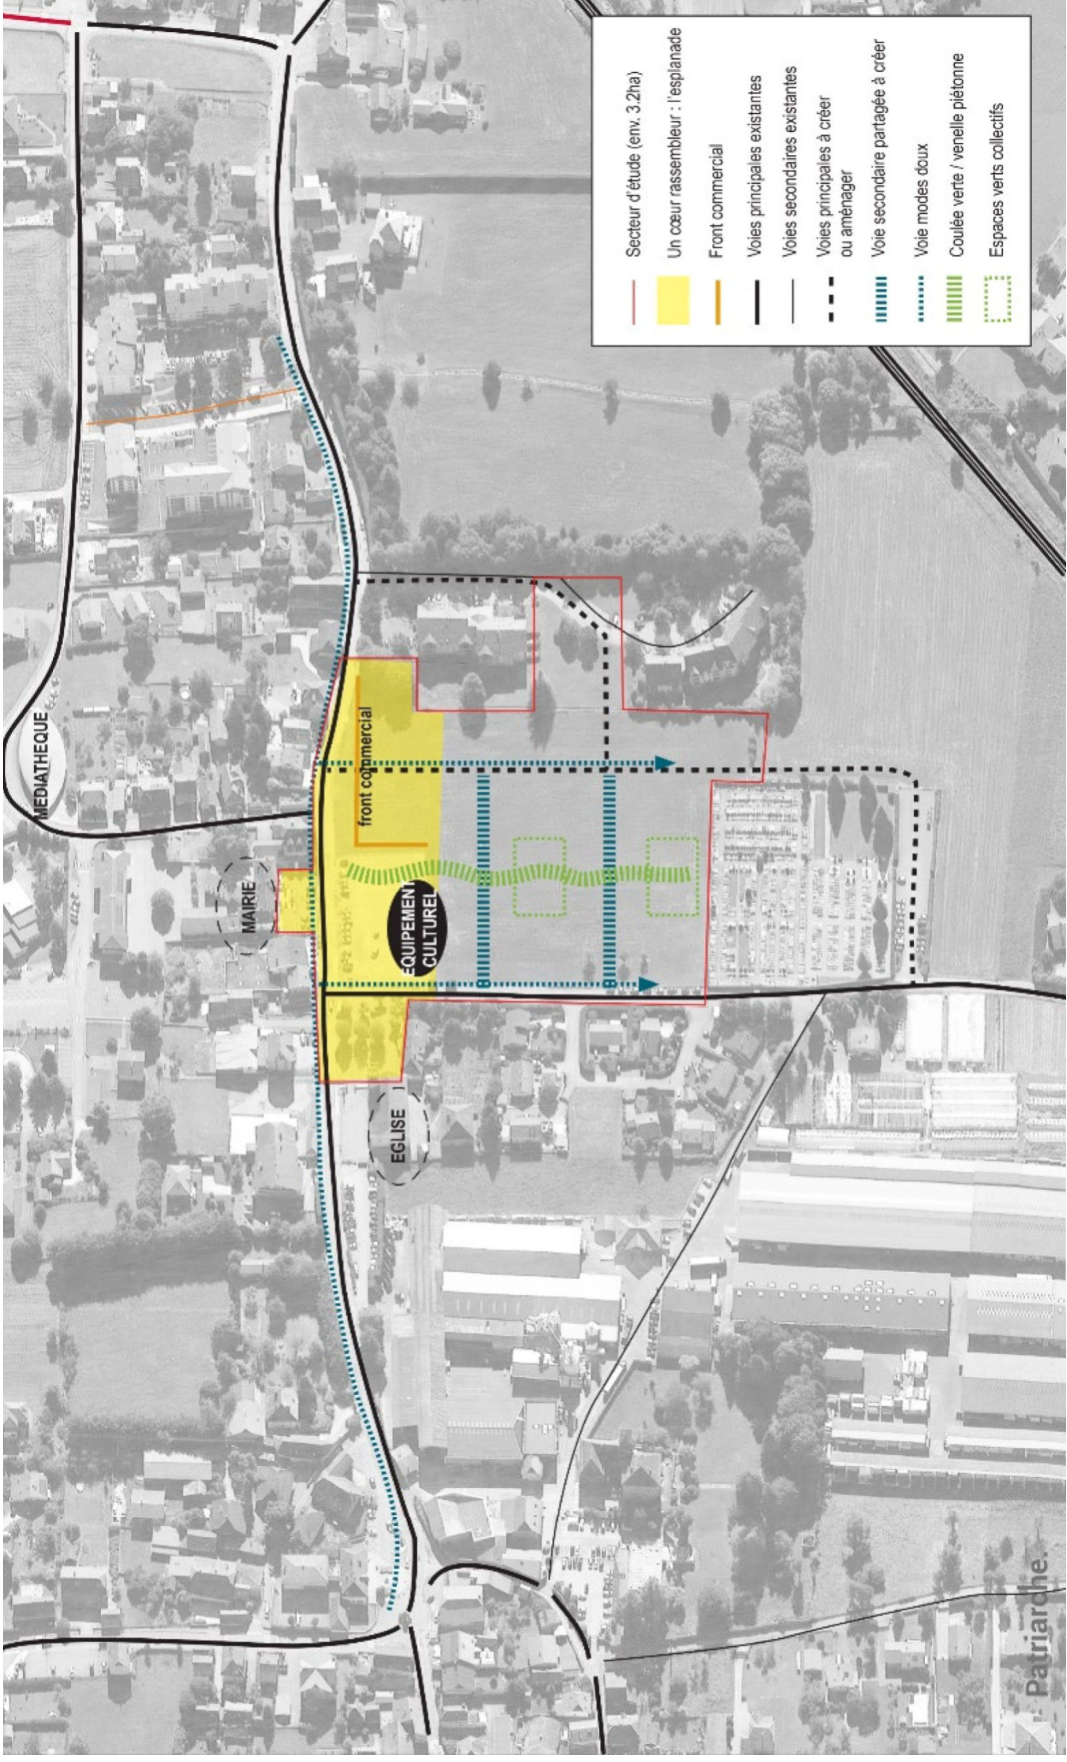 MEDIATHEQUE
MAIRIE
front commercial
EQUIPEMENT
CULTUREL
EGLISE
Secteur d'étude (env. 3.2ha)
Un cœur rassembleur : l'esplanade
Front commercial
Voies principales existantes
Voies secondaires existantes
Voies principales à créer
ou aménager
Voie secondaire partagée à créer
Voie modes doux
Coulée verte / venelle piétonne
Espaces verts collectifs
Patriarche.